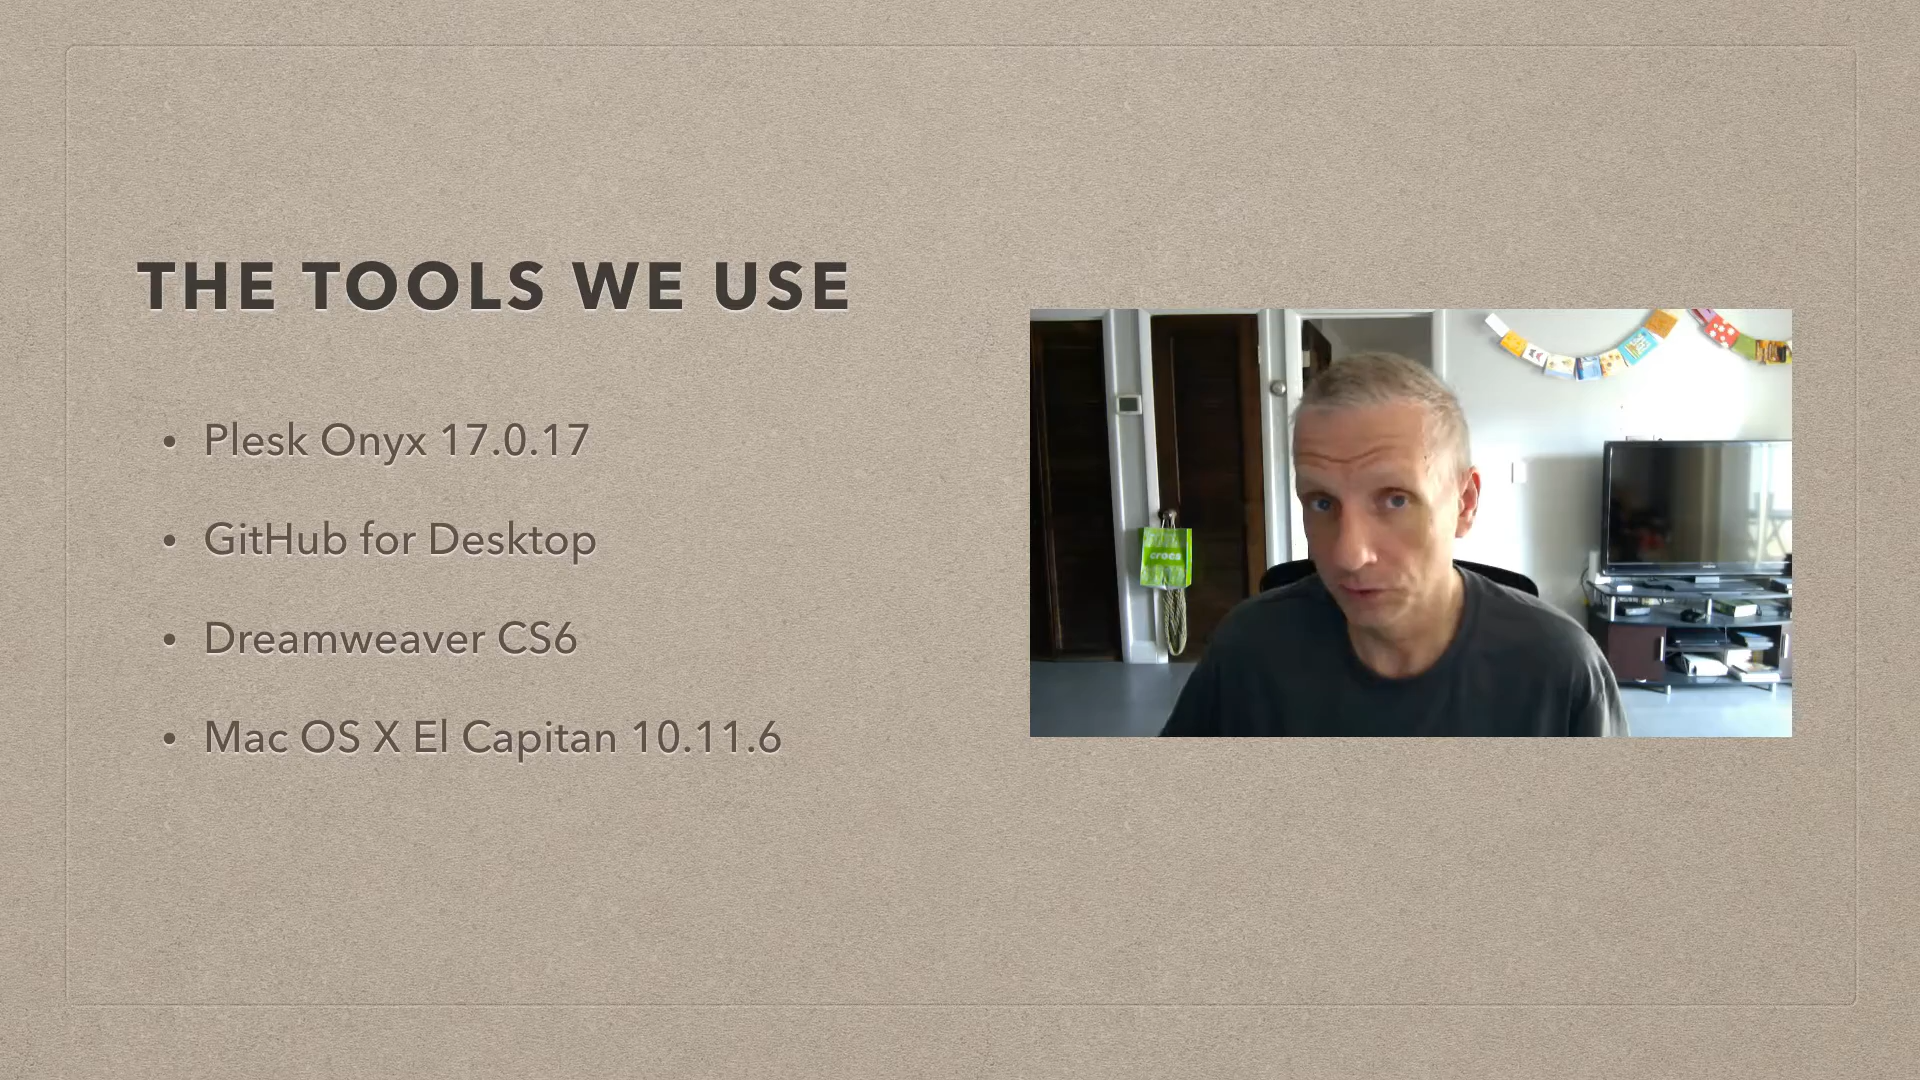 THE TOOLS WE USE
• Plesk Onyx 17.0.17
• GitHub for Desktop
• Dreamweaver CS6
• Mac OS X El Capitan 10.11.6
crocs